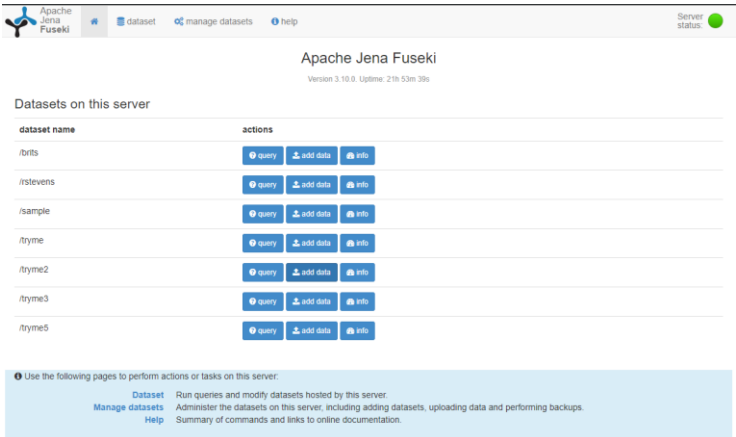 Apache
Jena
Fuseki
dataset manage datasets help
Server
status:
Apache Jena Fuseki
Version 3.10.0. Uptime: 21h 53m 39s
Datasets on this server
dataset name actions
/brits query add data info
/rstevens query add data info
/sample query add data info
/tryme query add data info
/tryme2 query add data info
/tryme3 query add data info
/tryme5 query add data info
Use the following pages to perform actions or tasks on this server:
Dataset Run queries and modify datasets hosted by this server.
Manage datasets Administer the datasets on this server, including adding datasets, uploading data and performing backups.
Help Summary of commands and links to online documentation.